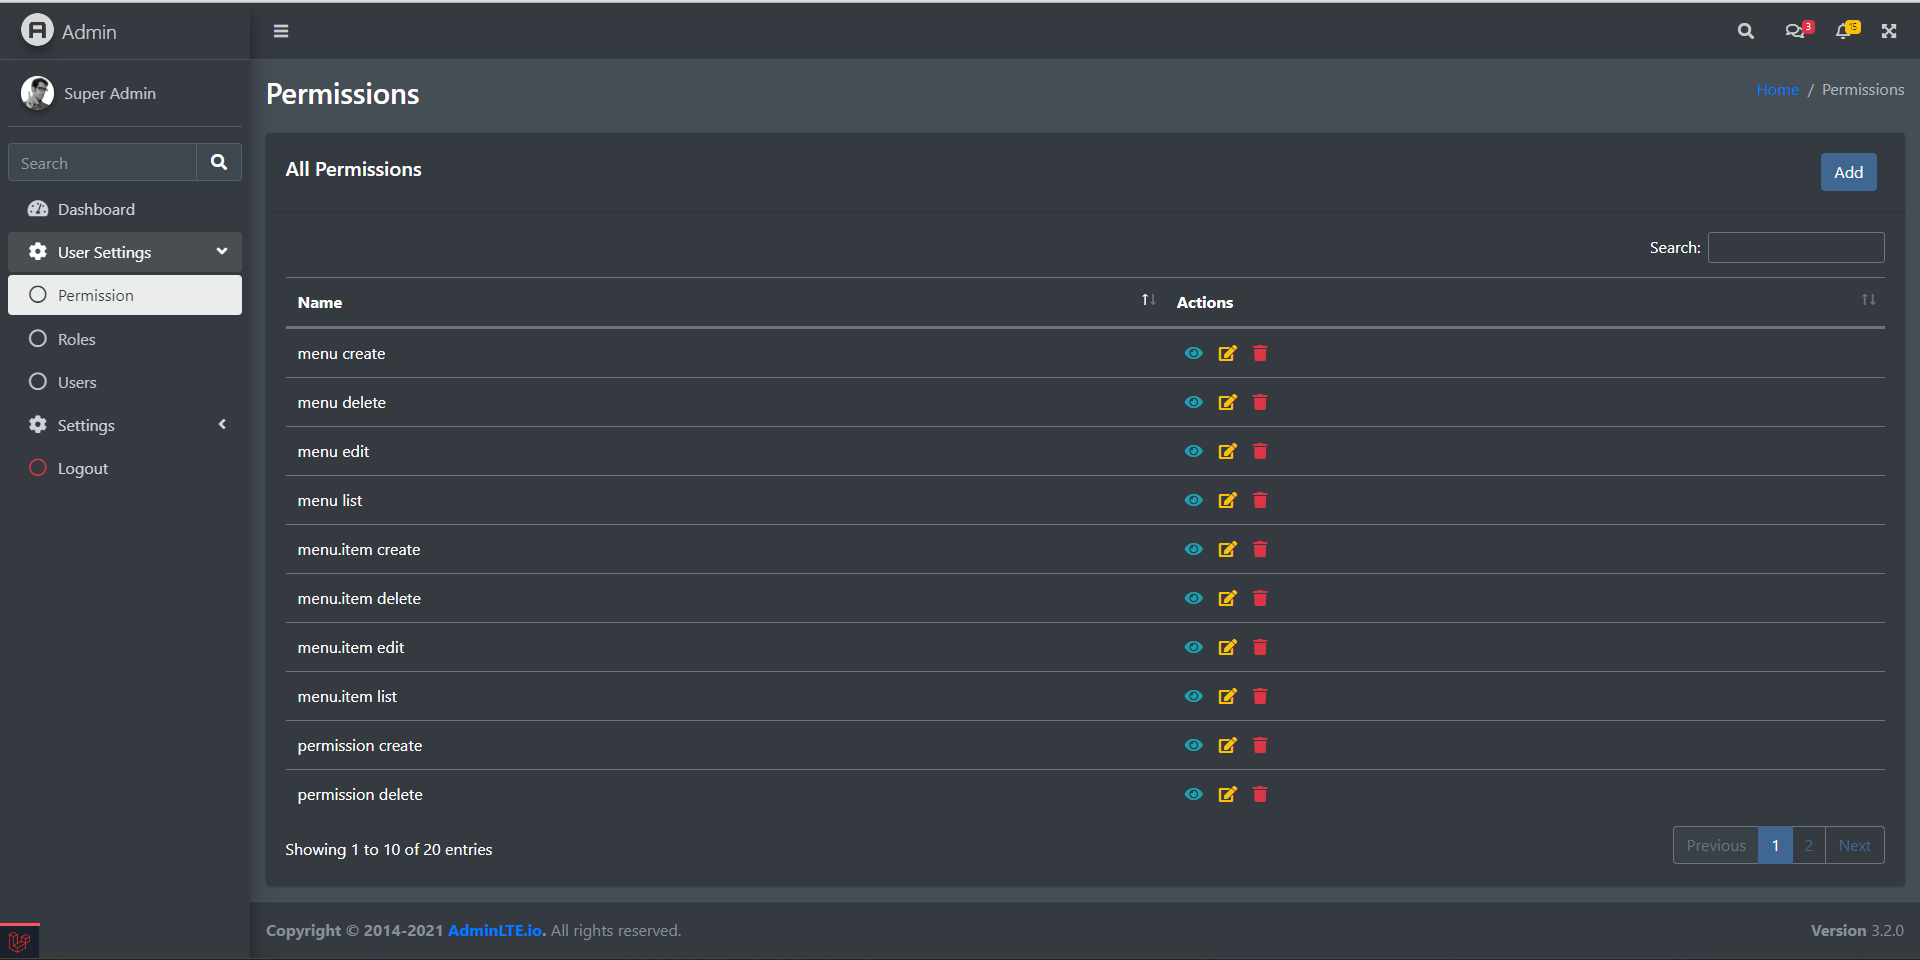 Admin
3
15
Super Admin
Permissions
Home / Permissions
Search
All Permissions
Add
Dashboard
User Settings
Search:
Permission
Name
Actions
Roles
menu create
Users
menu delete
Settings
menu edit
Logout
menu list
menu.item create
menu.item delete
menu.item edit
menu.item list
permission create
permission delete
Showing 1 to 10 of 20 entries
Previous 1 2 Next
Copyright © 2014-2021 AdminLTE.io. All rights reserved.
Version 3.2.0